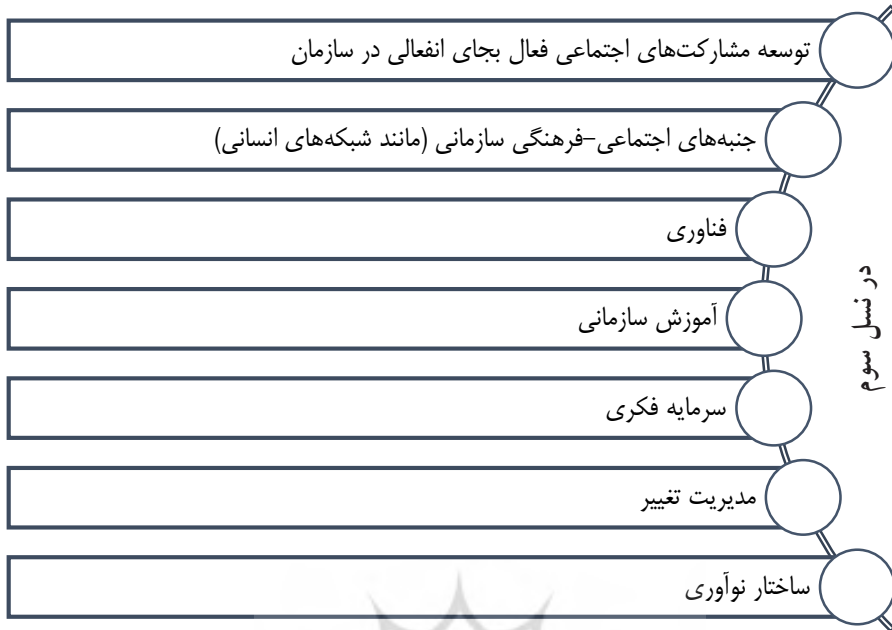 توسعه مشارکت‌های اجتماعی فعال بجای انفعالی در سازمان
جنبه‌های اجتماعی-فرهنگی سازمانی (مانند شبکه‌های انسانی)
فناوری
آموزش سازمانی
سرمایه فکری
مدیریت تغییر
ساختار نوآوری
در نسل سوم